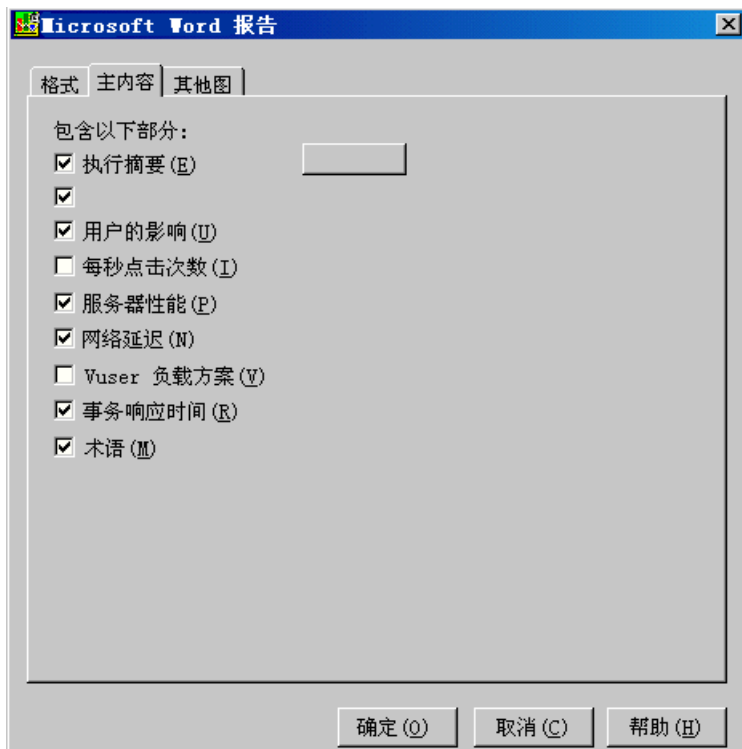 Microsoft Word 报告
格式 主内容 其他图
包含以下部分:
执行摘要(E)
用户的影响(U)
每秒点击次数(I)
服务器性能(P)
网络延迟(N)
Vuser 负载方案(V)
事务响应时间(R)
术语(M)
确定(O) 取消(C) 帮助(H)